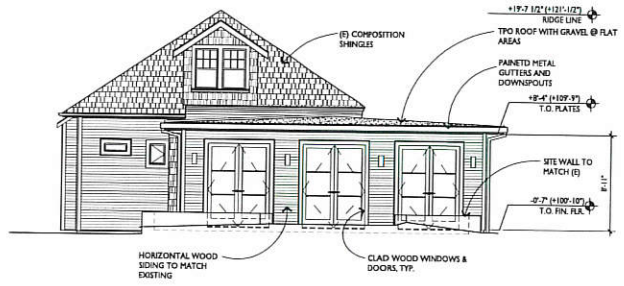 +19'-7 1/2" (+121'-1/2")
RIDGE LINE
(E) COMPOSITION
SHINGLES
TPO ROOF WITH GRAVEL @ FLAT
AREAS
PAINETD METAL
GUTTERS AND
DOWNSPOUTS
+8'-4" (+109'-9")
T.O. PLATES
SITE WALL TO
MATCH (E)
8'-11"
-0'-7" (+100'-10")
T.O. FIN. FLR.
HORIZONTAL WOOD
SIDING TO MATCH
EXISTING
CLAD WOOD WINDOWS &
DOORS, TYP.